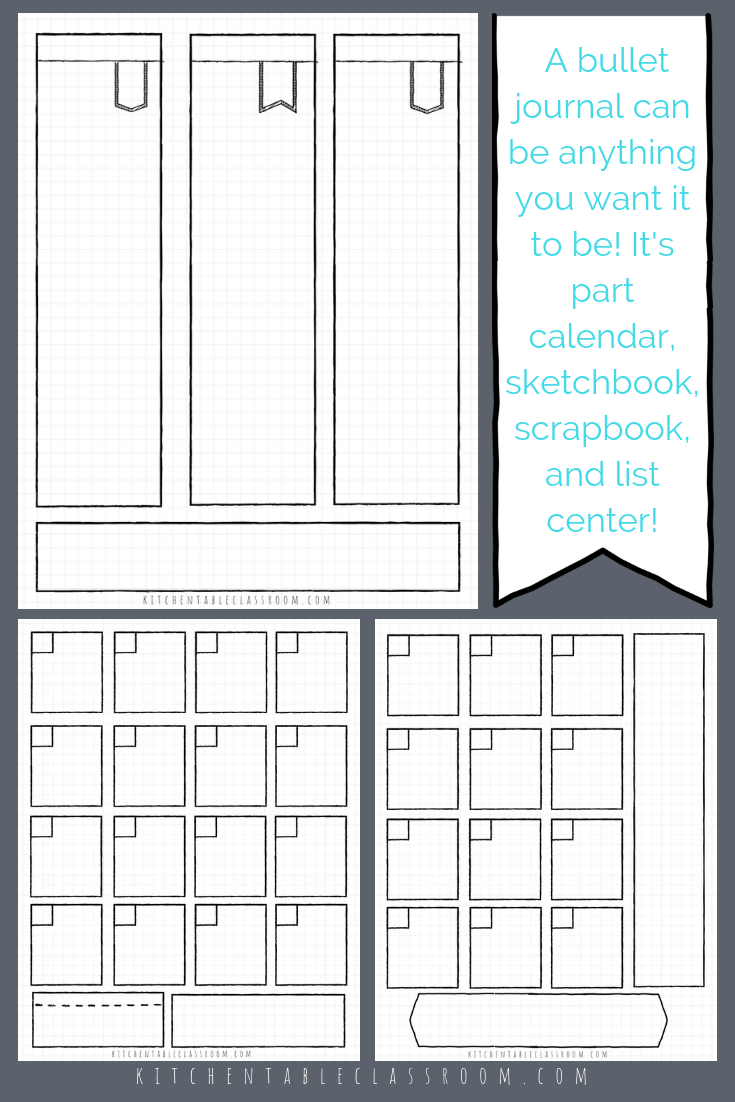 A bullet
journal can
be anything
you want it
to be! It's
part
calendar,
sketchbook,
scrapbook,
and list
center!
KITCHENTABLECLASSROOM.COM
KITCHENTABLECLASSROOM.COM
KITCHENTABLECLASSROOM.COM
KITCHENTABLECLASSROOM.COM